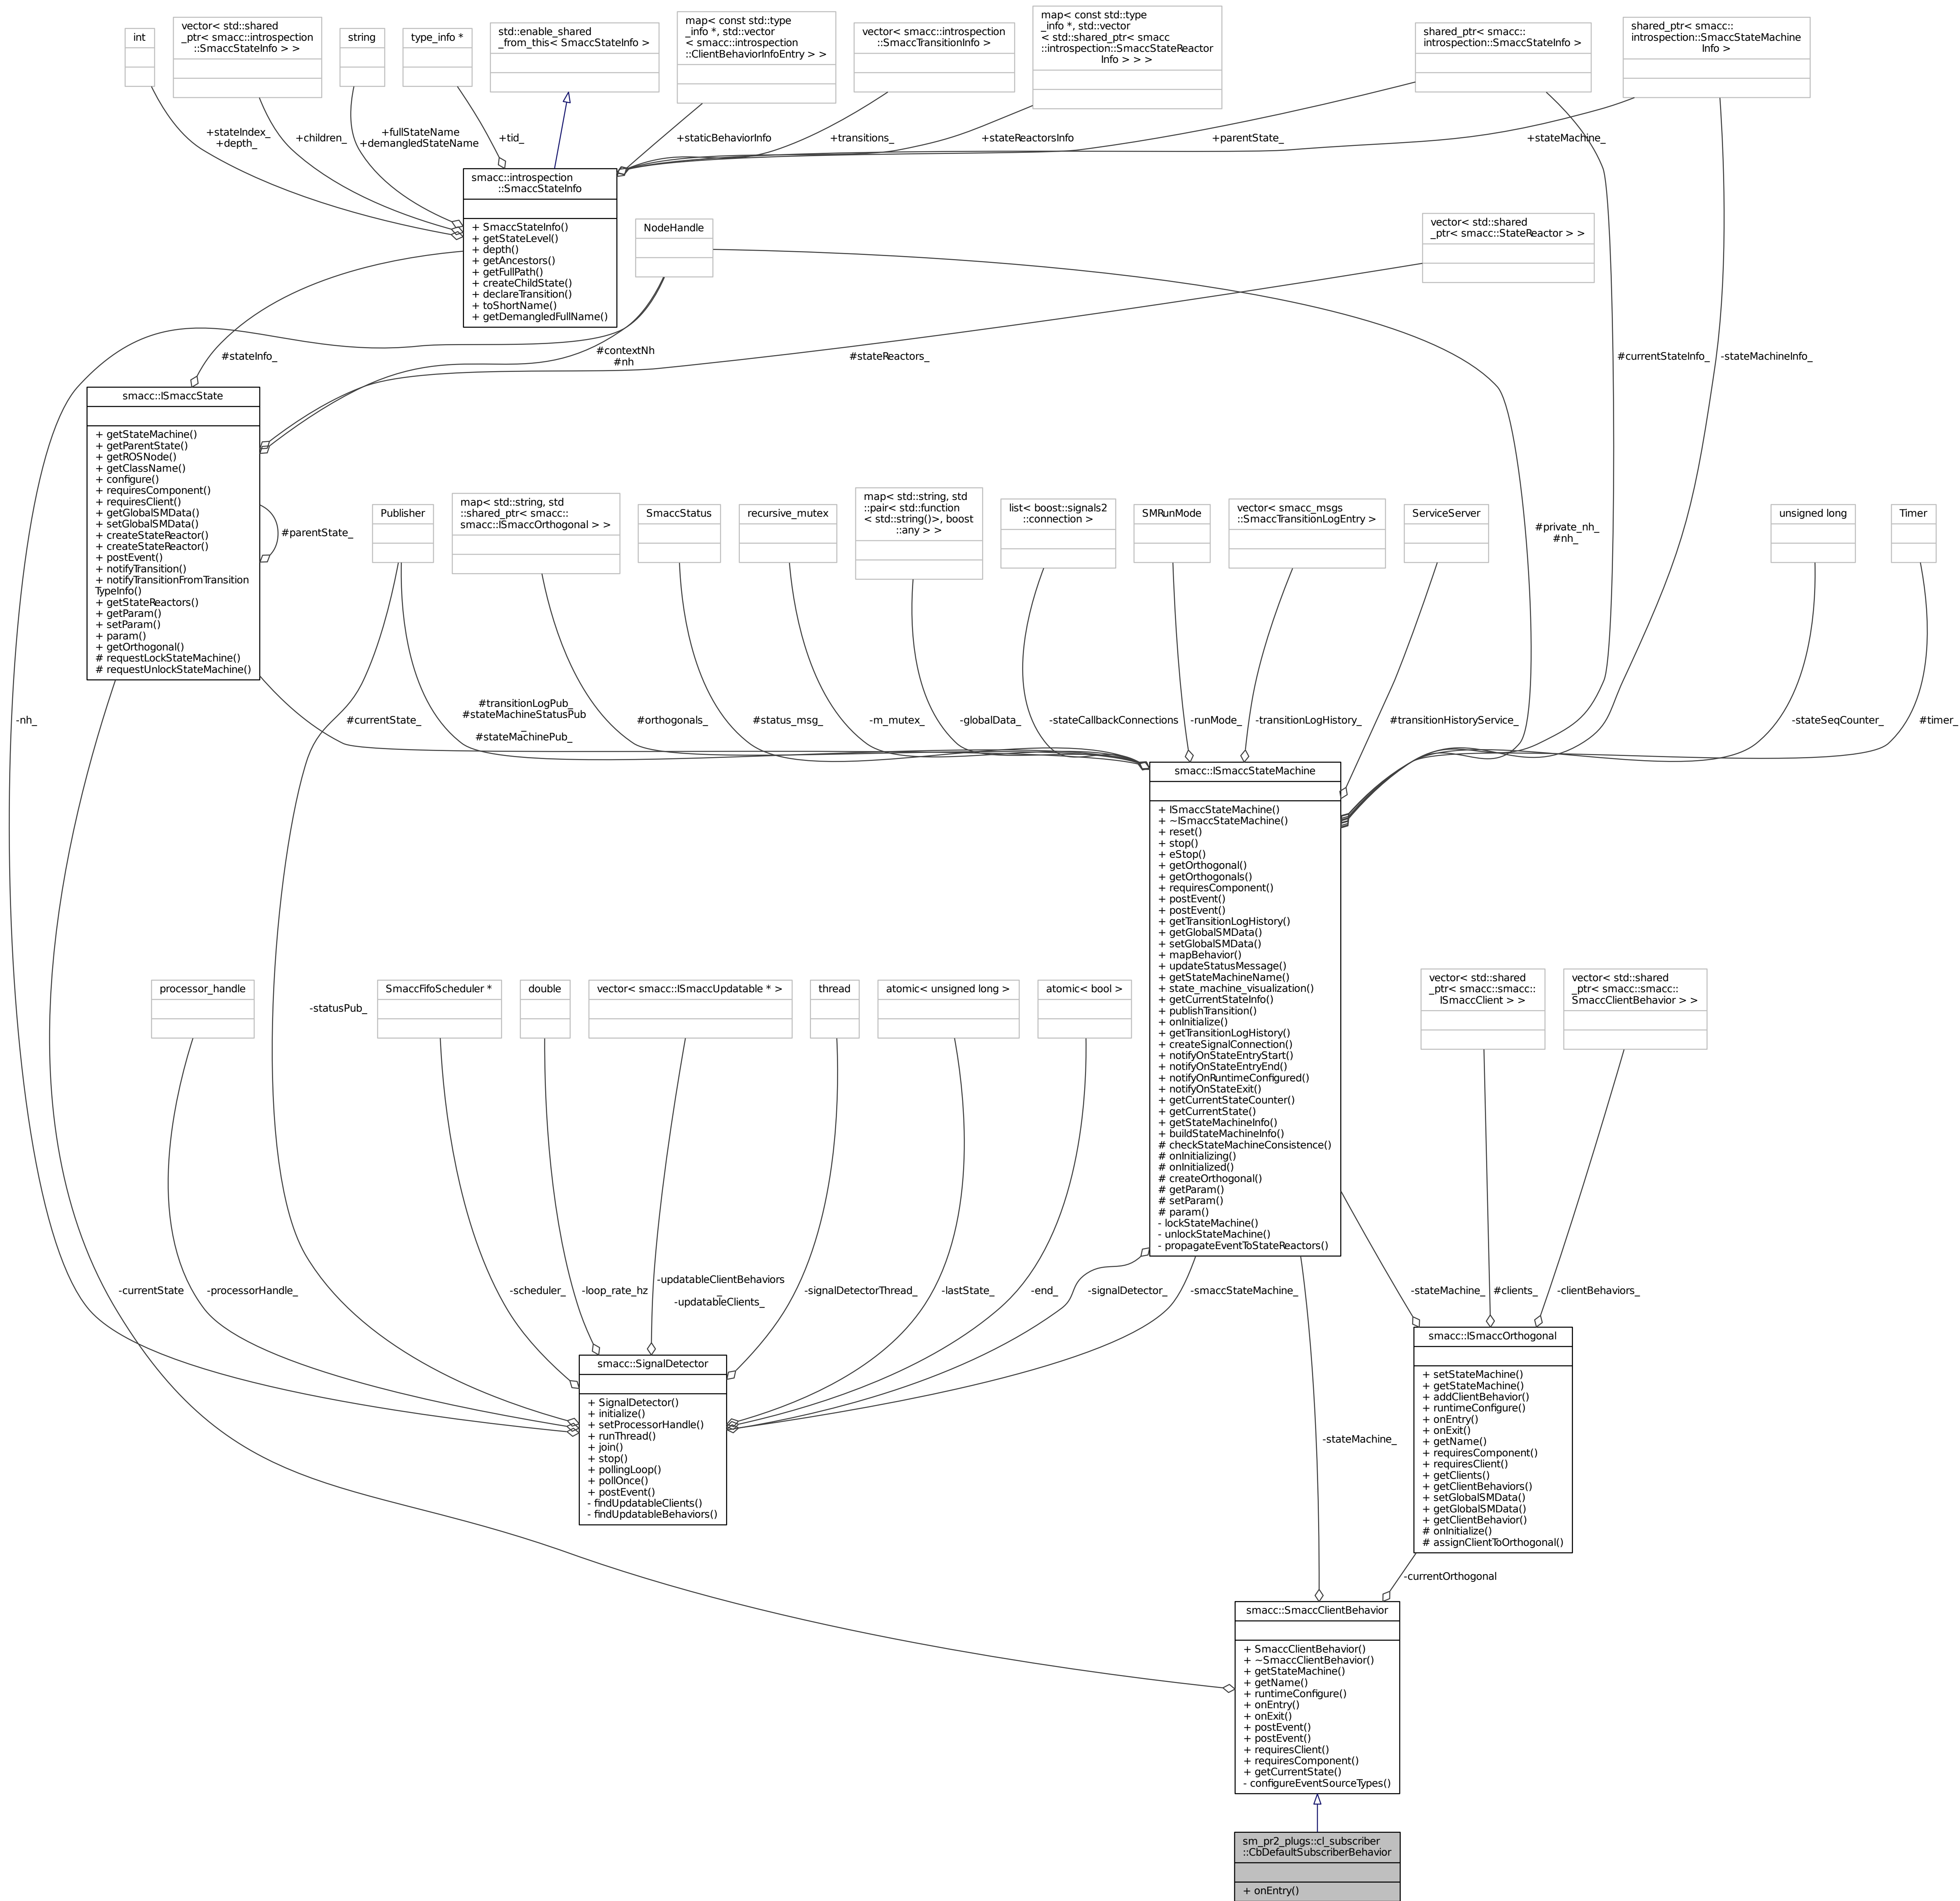 int
vector< std::shared
_ptr< smacc::introspection
::SmaccStateInfo > >
string
type_info *
std::enable_shared
_from_this< SmaccStateInfo >
map< const std::type
_info *, std::vector
< smacc::introspection
::ClientBehaviorInfoEntry > >
vector< smacc::introspection
::SmaccTransitionInfo >
map< const std::type
_info *, std::vector
< std::shared_ptr< smacc
::introspection::SmaccStateReactor
Info > > >
shared_ptr< smacc::
introspection::SmaccStateInfo >
shared_ptr< smacc::
introspection::SmaccStateMachine
Info >
+stateIndex_
+depth_
+children_
+fullStateName
+demangledStateName
+tid_
+staticBehaviorInfo
+transitions_
+stateReactorsInfo
+parentState_
+stateMachine_
smacc::introspection
::SmaccStateInfo
+ SmaccStateInfo()
+ getStateLevel()
+ depth()
+ getAncestors()
+ getFullPath()
+ createChildState()
+ declareTransition()
+ toShortName()
+ getDemangledFullName()
NodeHandle
vector< std::shared
_ptr< smacc::StateReactor > >
#stateInfo_
#contextNh
#nh
#stateReactors_
#currentStateInfo_
-stateMachineInfo_
smacc::ISmaccState
+ getStateMachine()
+ getParentState()
+ getROSNode()
+ getClassName()
+ configure()
+ requiresComponent()
+ requiresClient()
+ getGlobalSMData()
+ setGlobalSMData()
+ createStateReactor()
+ createStateReactor()
+ postEvent()
+ notifyTransition()
+ notifyTransitionFromTransition
TypeInfo()
+ getStateReactors()
+ getParam()
+ setParam()
+ param()
+ getOrthogonal()
# requestLockStateMachine()
# requestUnlockStateMachine()
#parentState_
Publisher
map< std::string, std
::shared_ptr< smacc::
smacc::ISmaccOrthogonal > >
SmaccStatus
recursive_mutex
map< std::string, std
::pair< std::function
< std::string()>, boost
::any > >
list< boost::signals2
::connection >
SMRunMode
vector< smacc_msgs
::SmaccTransitionLogEntry >
ServiceServer
#private_nh_
#nh_
unsigned long
Timer
-nh_
#currentState_
#transitionLogPub_
#stateMachineStatusPub
_
#stateMachinePub_
#orthogonals_
#status_msg_
-m_mutex_
-globalData_
-stateCallbackConnections
-runMode_
-transitionLogHistory_
#transitionHistoryService_
-stateSeqCounter_
#timer_
smacc::ISmaccStateMachine
+ ISmaccStateMachine()
+ ~ISmaccStateMachine()
+ reset()
+ stop()
+ eStop()
+ getOrthogonal()
+ getOrthogonals()
+ requiresComponent()
+ postEvent()
+ postEvent()
+ getTransitionLogHistory()
+ getGlobalSMData()
+ setGlobalSMData()
+ mapBehavior()
+ updateStatusMessage()
+ getStateMachineName()
+ state_machine_visualization()
+ getCurrentStateInfo()
+ publishTransition()
+ onInitialize()
+ getTransitionLogHistory()
+ createSignalConnection()
+ notifyOnStateEntryStart()
+ notifyOnStateEntryEnd()
+ notifyOnRuntimeConfigured()
+ notifyOnStateExit()
+ getCurrentStateCounter()
+ getCurrentState()
+ getStateMachineInfo()
+ buildStateMachineInfo()
# checkStateMachineConsistence()
# onInitializing()
# onInitialized()
# createOrthogonal()
# getParam()
# setParam()
# param()
- lockStateMachine()
- unlockStateMachine()
- propagateEventToStateReactors()
processor_handle
-statusPub_
SmaccFifoScheduler *
double
vector< smacc::ISmaccUpdatable * >
thread
atomic< unsigned long >
atomic< bool >
vector< std::shared
_ptr< smacc::smacc::
ISmaccClient > >
vector< std::shared
_ptr< smacc::smacc::
SmaccClientBehavior > >
-currentState
-processorHandle_
-scheduler_
-loop_rate_hz
-updatableClientBehaviors
_
-updatableClients_
-signalDetectorThread_
-lastState_
-end_
-signalDetector_
-smaccStateMachine_
-stateMachine_
#clients_
-clientBehaviors_
smacc::SignalDetector
+ SignalDetector()
+ initialize()
+ setProcessorHandle()
+ runThread()
+ join()
+ stop()
+ pollingLoop()
+ pollOnce()
+ postEvent()
- findUpdatableClients()
- findUpdatableBehaviors()
smacc::ISmaccOrthogonal
+ setStateMachine()
+ getStateMachine()
+ addClientBehavior()
+ runtimeConfigure()
+ onEntry()
+ onExit()
+ getName()
+ requiresComponent()
+ requiresClient()
+ getClients()
+ getClientBehaviors()
+ setGlobalSMData()
+ getGlobalSMData()
+ getClientBehavior()
# onInitialize()
# assignClientToOrthogonal()
-stateMachine_
-currentOrthogonal
smacc::SmaccClientBehavior
+ SmaccClientBehavior()
+ ~SmaccClientBehavior()
+ getStateMachine()
+ getName()
+ runtimeConfigure()
+ onEntry()
+ onExit()
+ postEvent()
+ postEvent()
+ requiresClient()
+ requiresComponent()
+ getCurrentState()
- configureEventSourceTypes()
sm_pr2_plugs::cl_subscriber
::CbDefaultSubscriberBehavior
+ onEntry()